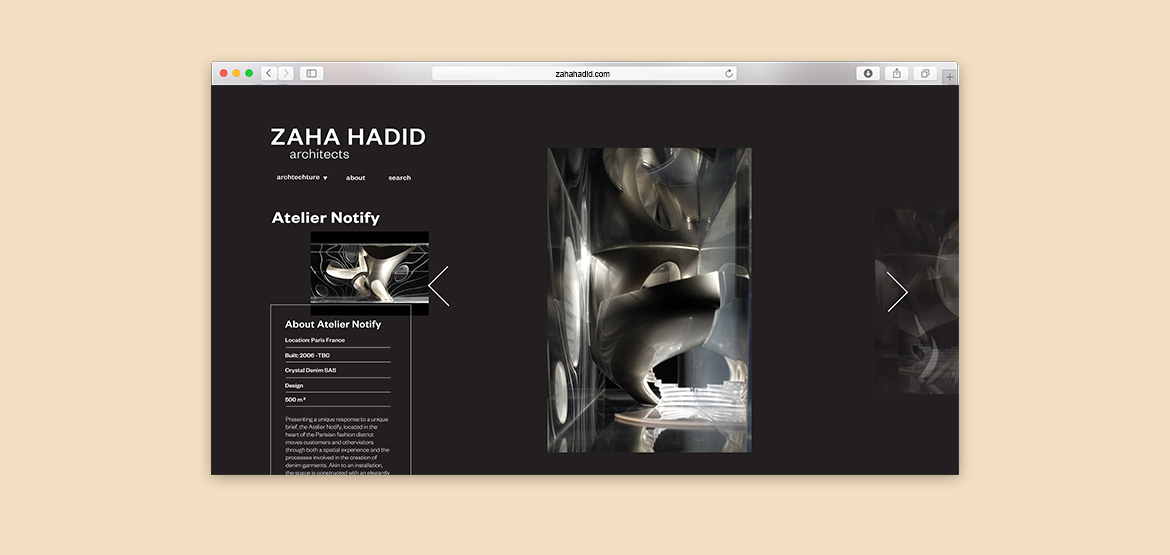 zahahadid.com
ZAHA HADID
architects
archtechture ▼ about search
Atelier Notify
About Atelier Notify
Location: Paris France
Built: 2006 -TBC
Crystal Denim SAS
Design
500 m²
Presenting a unique response to a unique
brief, the Atelier Notify, located in the
heart of the Parisian fashion district
moves customers and othervisitors
through both a spatial experience and the
processes involved in the creation of
denim garments. Akin to an installation,
the space is constructed with an elegantly